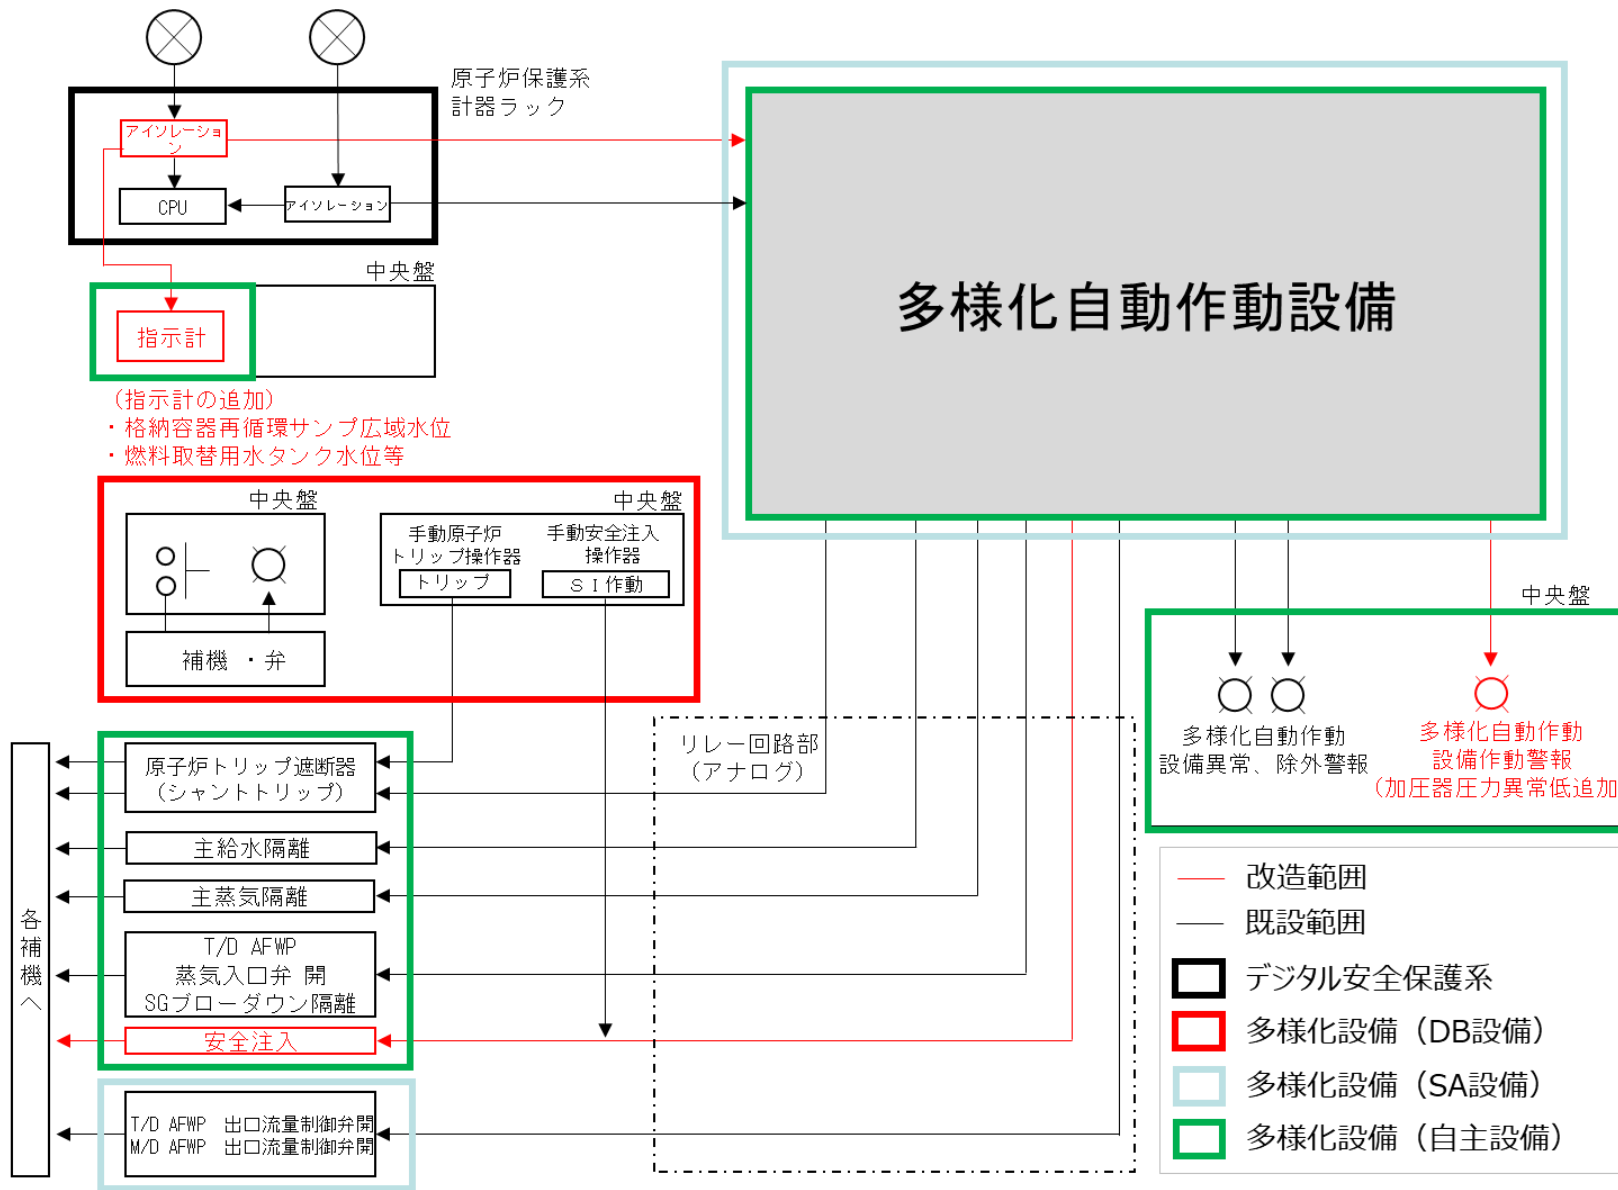 原子炉保護系
計器ラック
アイソレーショ
ン
CPU
アイソレーション
多様化自動作動設備
中央盤
指示計
(指示計の追加)
・格納容器再循環サンプ広域水位
・燃料取替用水タンク水位等
中央盤
中央盤
手動原子炉
トリップ操作器
トリップ
手動安全注入
操作器
SI作動
補機・弁
中央盤
多様化自動作動
設備異常、除外警報
多様化自動作動
設備作動警報
(加圧器圧力異常低追加
リレー回路部
(アナログ)
各補機へ
原子炉トリップ遮断器
(シャントトリップ)
主給水隔離
主蒸気隔離
T/D AFWP
蒸気入口弁 開
SGブローダウン隔離
安全注入
T/D AFWP 出口流量制御弁開
M/D AFWP 出口流量制御弁開
改造範囲
既設範囲
デジタル安全保護系
多様化設備（DB設備）
多様化設備（SA設備）
多様化設備（自主設備）